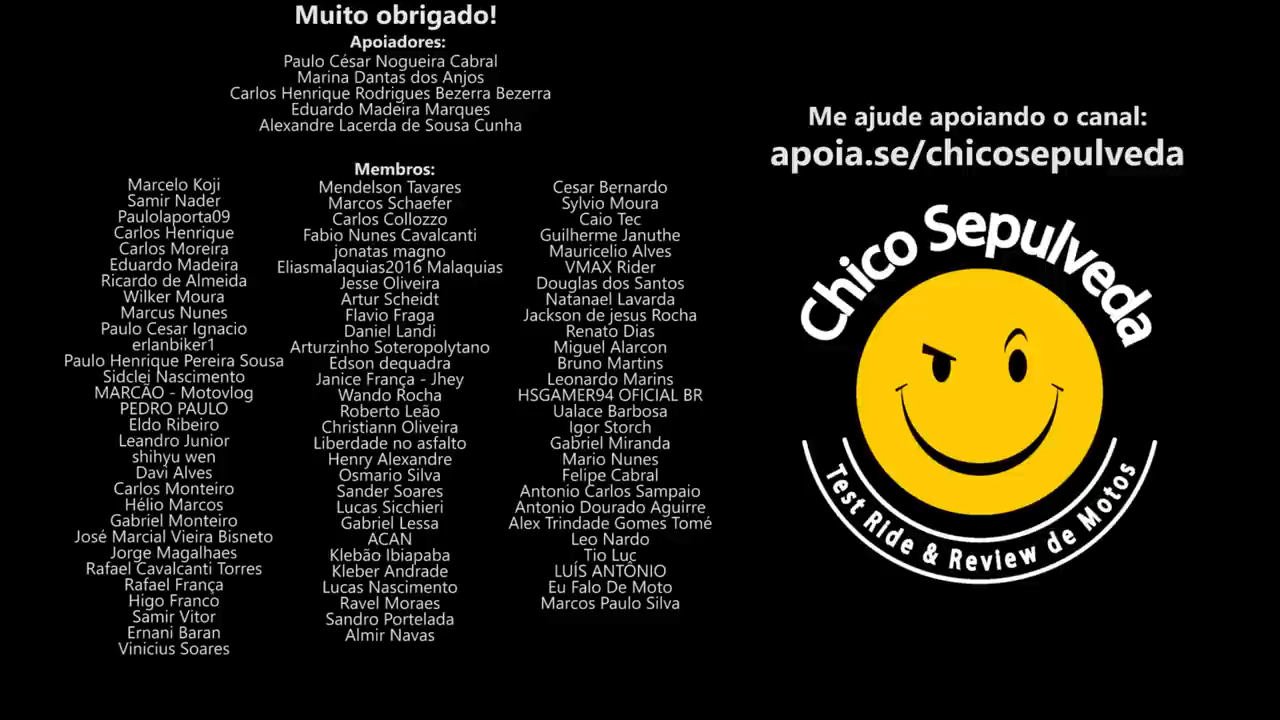 Muito obrigado!
Apoiadores:
Paulo César Nogueira Cabral
Marina Dantas dos Anjos
Carlos Henrique Rodrigues Bezerra Bezerra
Eduardo Madeira Marques
Alexandre Lacerda de Sousa Cunha
Membros:
Marcelo Koji
Samir Nader
Paulolaporta09
Carlos Henrique
Carlos Moreira
Eduardo Madeira
Ricardo de Almeida
Wilker Moura
Marcus Nunes
Paulo Cesar Ignacio
erlanbiker1
Paulo Henrique Pereira Sousa
Sidclei Nascimento
MARCÃO - Motovlog
PEDRO PAULO
Eldo Ribeiro
Leandro Junior
shihyu wen
Davi Alves
Carlos Monteiro
Hélio Marcos
Gabriel Monteiro
José Marcial Vieira Bisneto
Jorge Magalhaes
Rafael Cavalcanti Torres
Rafael França
Higo Franco
Samir Vitor
Ernani Baran
Vinicius Soares
Mendelson Tavares
Marcos Schaefer
Carlos Collozzo
Fabio Nunes Cavalcanti
jonatas magno
Eliasmalaquias2016 Malaquias
Jesse Oliveira
Artur Scheidt
Flavio Fraga
Daniel Landi
Arturzinho Soteropolytano
Edson dequadra
Janice França - Jhey
Wando Rocha
Roberto Leão
Christiann Oliveira
Liberdade no asfalto
Henry Alexandre
Osmario Silva
Sander Soares
Lucas Sicchieri
Gabriel Lessa
ACAN
Klebão Ibiapaba
Kleber Andrade
Lucas Nascimento
Ravel Moraes
Sandro Portelada
Almir Navas
Cesar Bernardo
Sylvio Moura
Caio Tec
Guilherme Januthe
Mauricelio Alves
VMAX Rider
Douglas dos Santos
Natanael Lavarda
Jackson de jesus Rocha
Renato Dias
Miguel Alarcon
Bruno Martins
Leonardo Marins
HSGAMER94 OFICIAL BR
Ualace Barbosa
Igor Storch
Gabriel Miranda
Mario Nunes
Felipe Cabral
Antonio Carlos Sampaio
Antonio Dourado Aguirre
Alex Trindade Gomes Tomé
Leo Nardo
Tio Luc
LUÍS ANTÔNIO
Eu Falo De Moto
Marcos Paulo Silva
Me ajude apoiando o canal:
apoia.se/chicosepulveda
Chico Sepulveda
Test Ride & Review de Motos